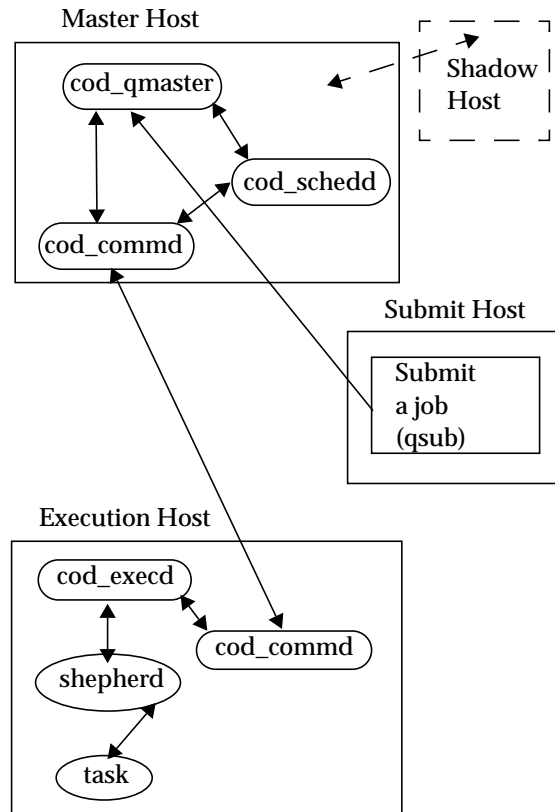 Master Host
cod_qmaster
cod_schedd
cod_commd
Shadow
Host
Submit Host
Submit
a job
(qsub)
Execution Host
cod_execd
cod_commd
shepherd
task